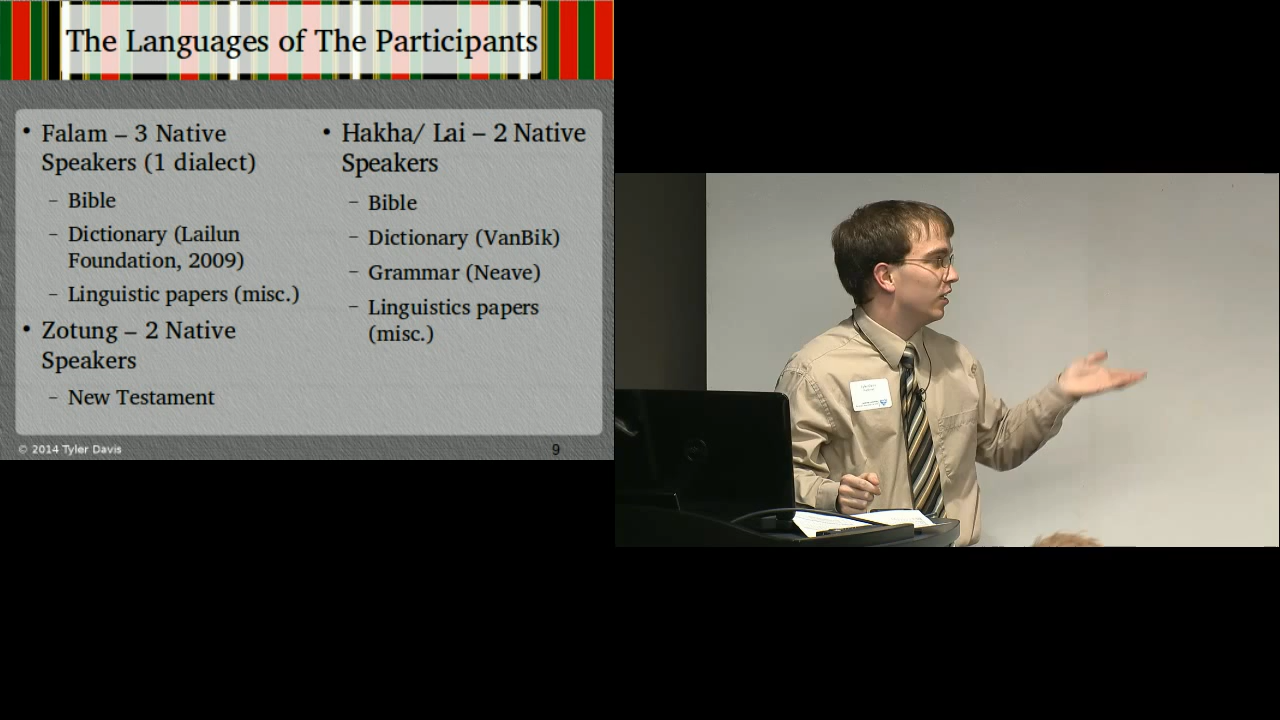 The Languages of The Participants
• Falam – 3 Native
Speakers (1 dialect)
– Bible
– Dictionary (Lailun
Foundation, 2009)
– Linguistic papers (misc.)
• Zotung – 2 Native
Speakers
– New Testament
• Hakha/ Lai – 2 Native
Speakers
– Bible
– Dictionary (VanBik)
– Grammar (Neave)
– Linguistics papers
(misc.)
© 2014 Tyler Davis
9